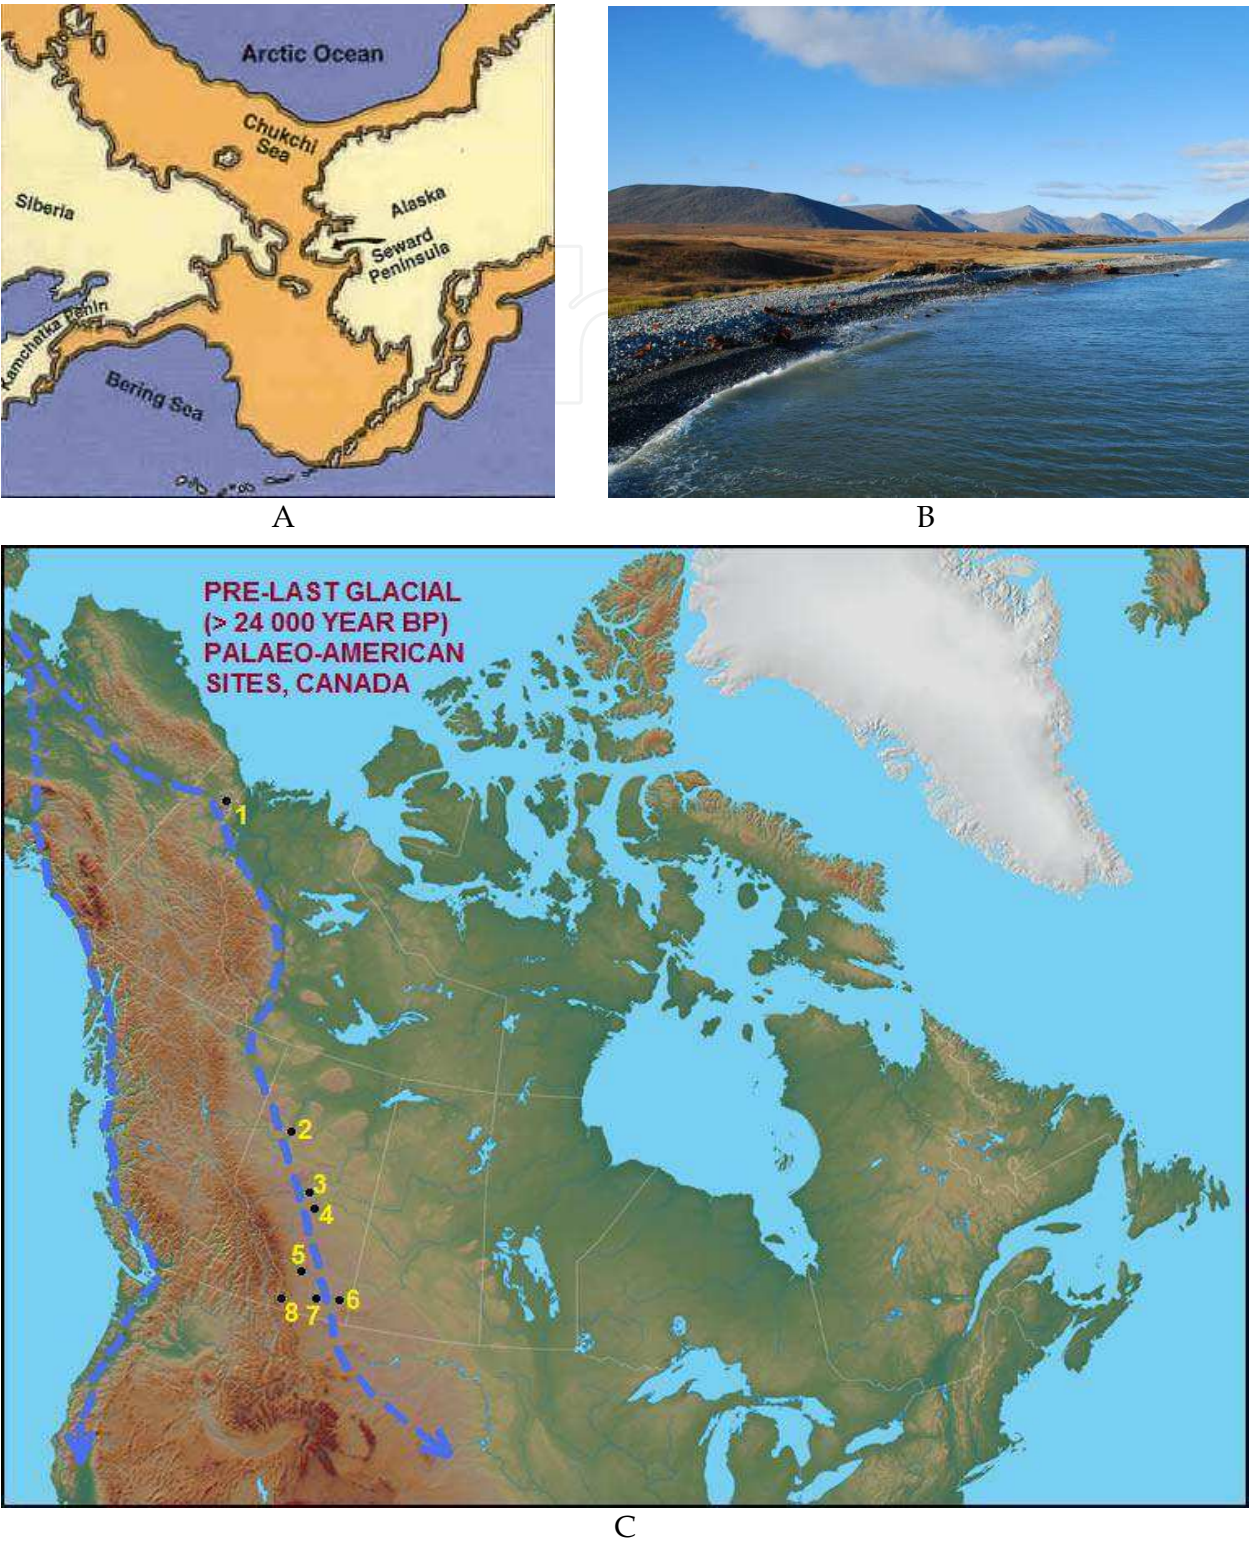 Arctic Ocean
Chukchi
Sea
Siberia
Alaska
Seward
Peninsula
Kamchatka Penin
Bering Sea
A
B
PRE-LAST GLACIAL
(> 24 000 YEAR BP)
PALAEO-AMERICAN
SITES, CANADA
1
2
3
4
5
6
7
8
C